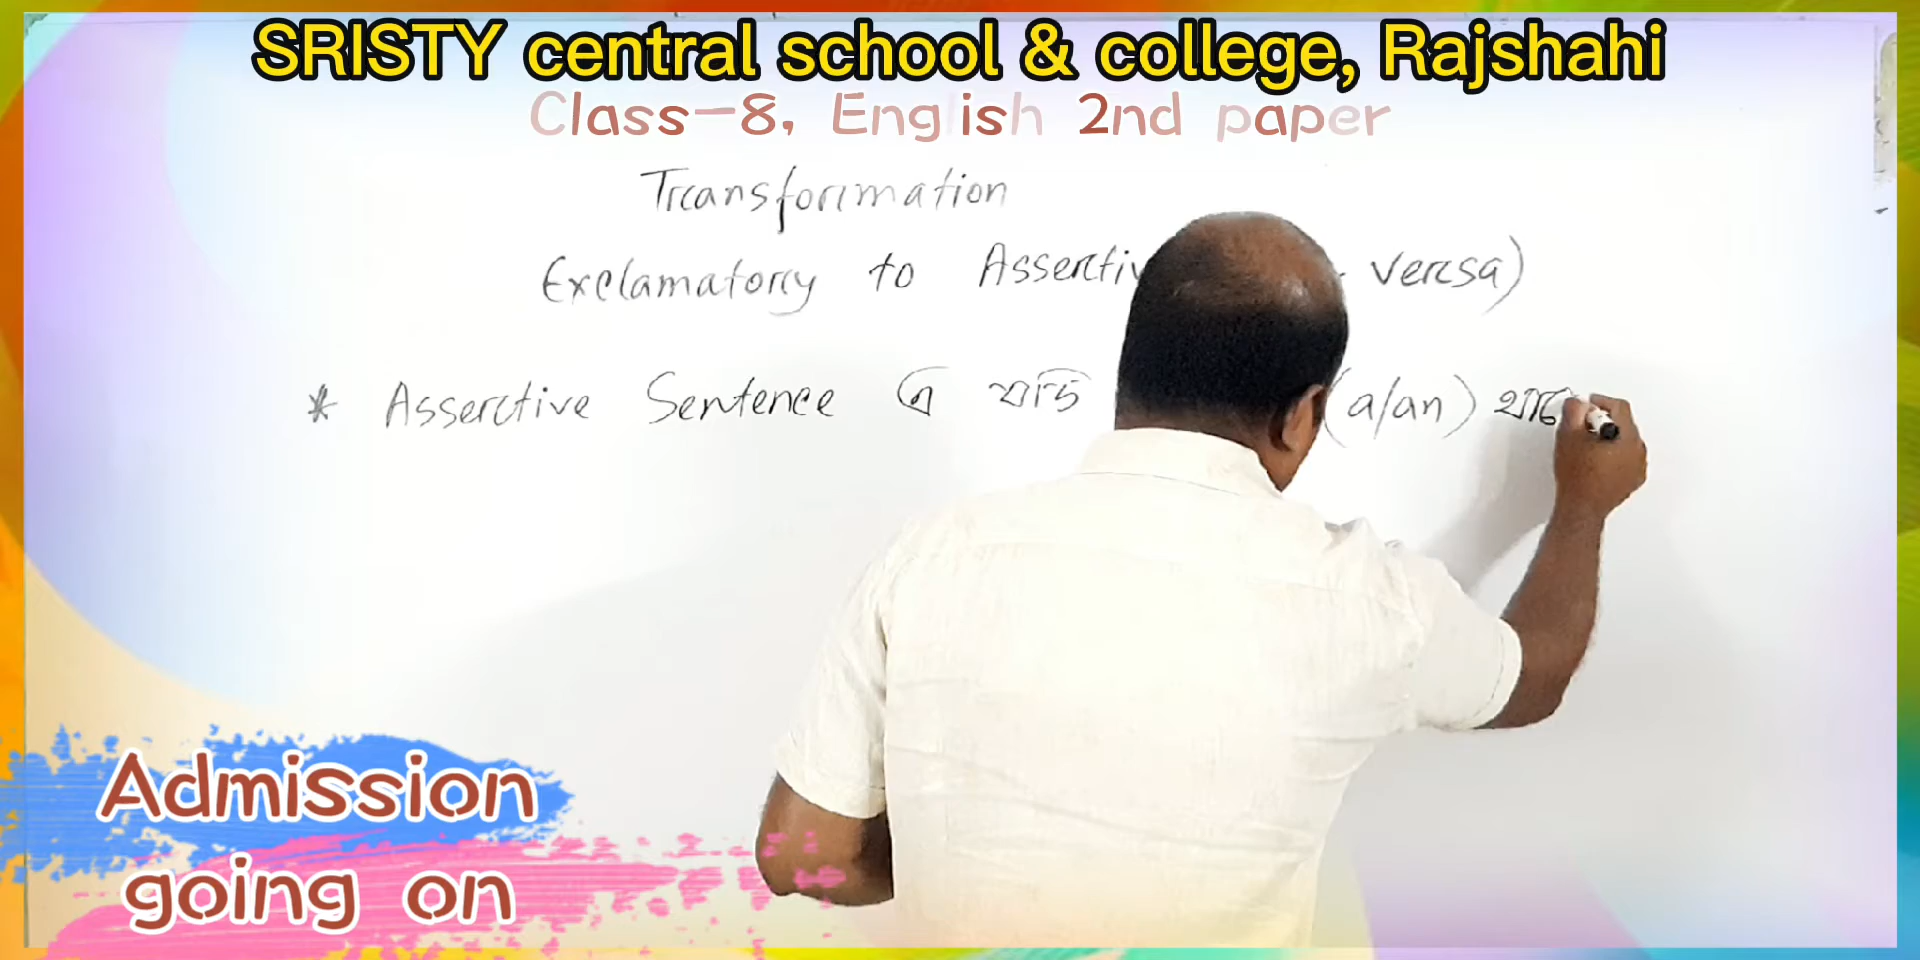 SRISTY central school & college, Rajshahi
Class-8, English 2nd paper
Transformation
Exclamatory to Assertiv versa)
* Assertive Sentence এ যদি (a/an)
Admission
going on